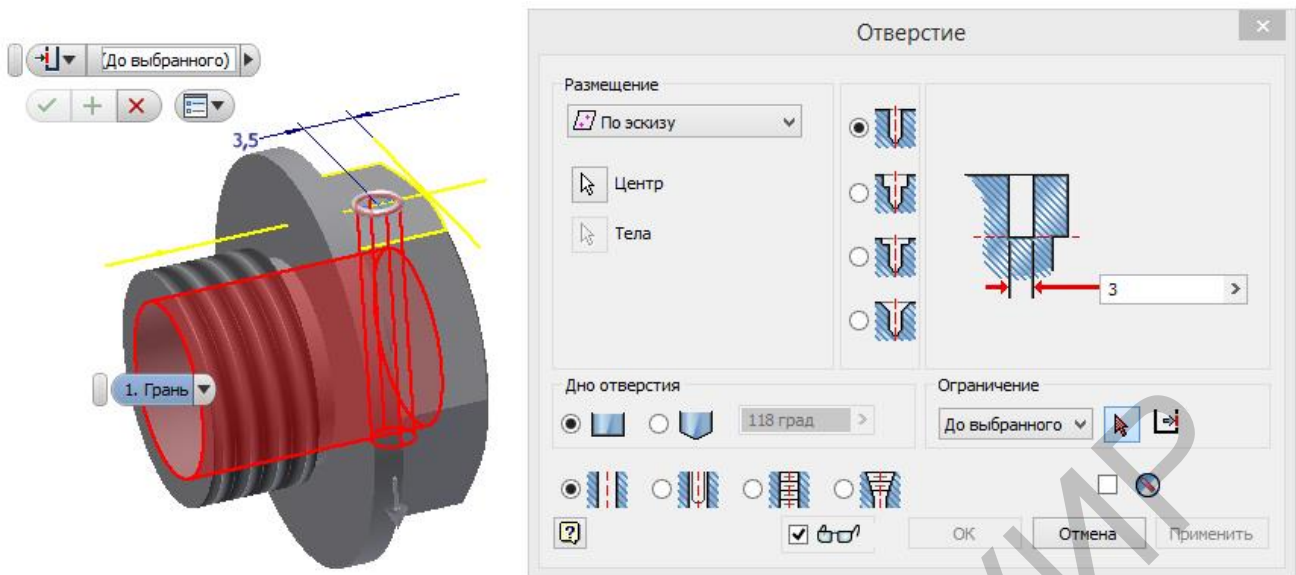 (До выбранного)
3,5
1. Грань
Отверстие
Размещение
По эскизу
Центр
Тела
3
Дно отверстия
118 град
Ограничение
До выбранного
ОК
Отмена
Применить
УИР